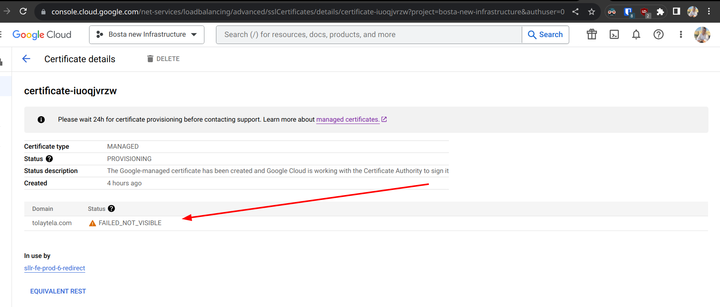 console.cloud.google.com/net-services/loadbalancing/advanced/sslCertificates/details/certificate-iuoqjvrzw?project=bosta-new-infrastructure&authuser=0
Google Cloud
Bosta new Infrastructure
Search (/) for resources, docs, products, and more
Search
Certificate details
DELETE
certificate-iuoqjvrzw
Please wait 24h for certificate provisioning before contacting support. Learn more about managed certificates.
Certificate type MANAGED
Status PROVISIONING
Status description The Google-managed certificate has been created and Google Cloud is working with the Certificate Authority to sign it
Created 4 hours ago
Domain Status
tolaytela.com FAILED_NOT_VISIBLE
In use by
sllr-fe-prod-6-redirect
EQUIVALENT REST